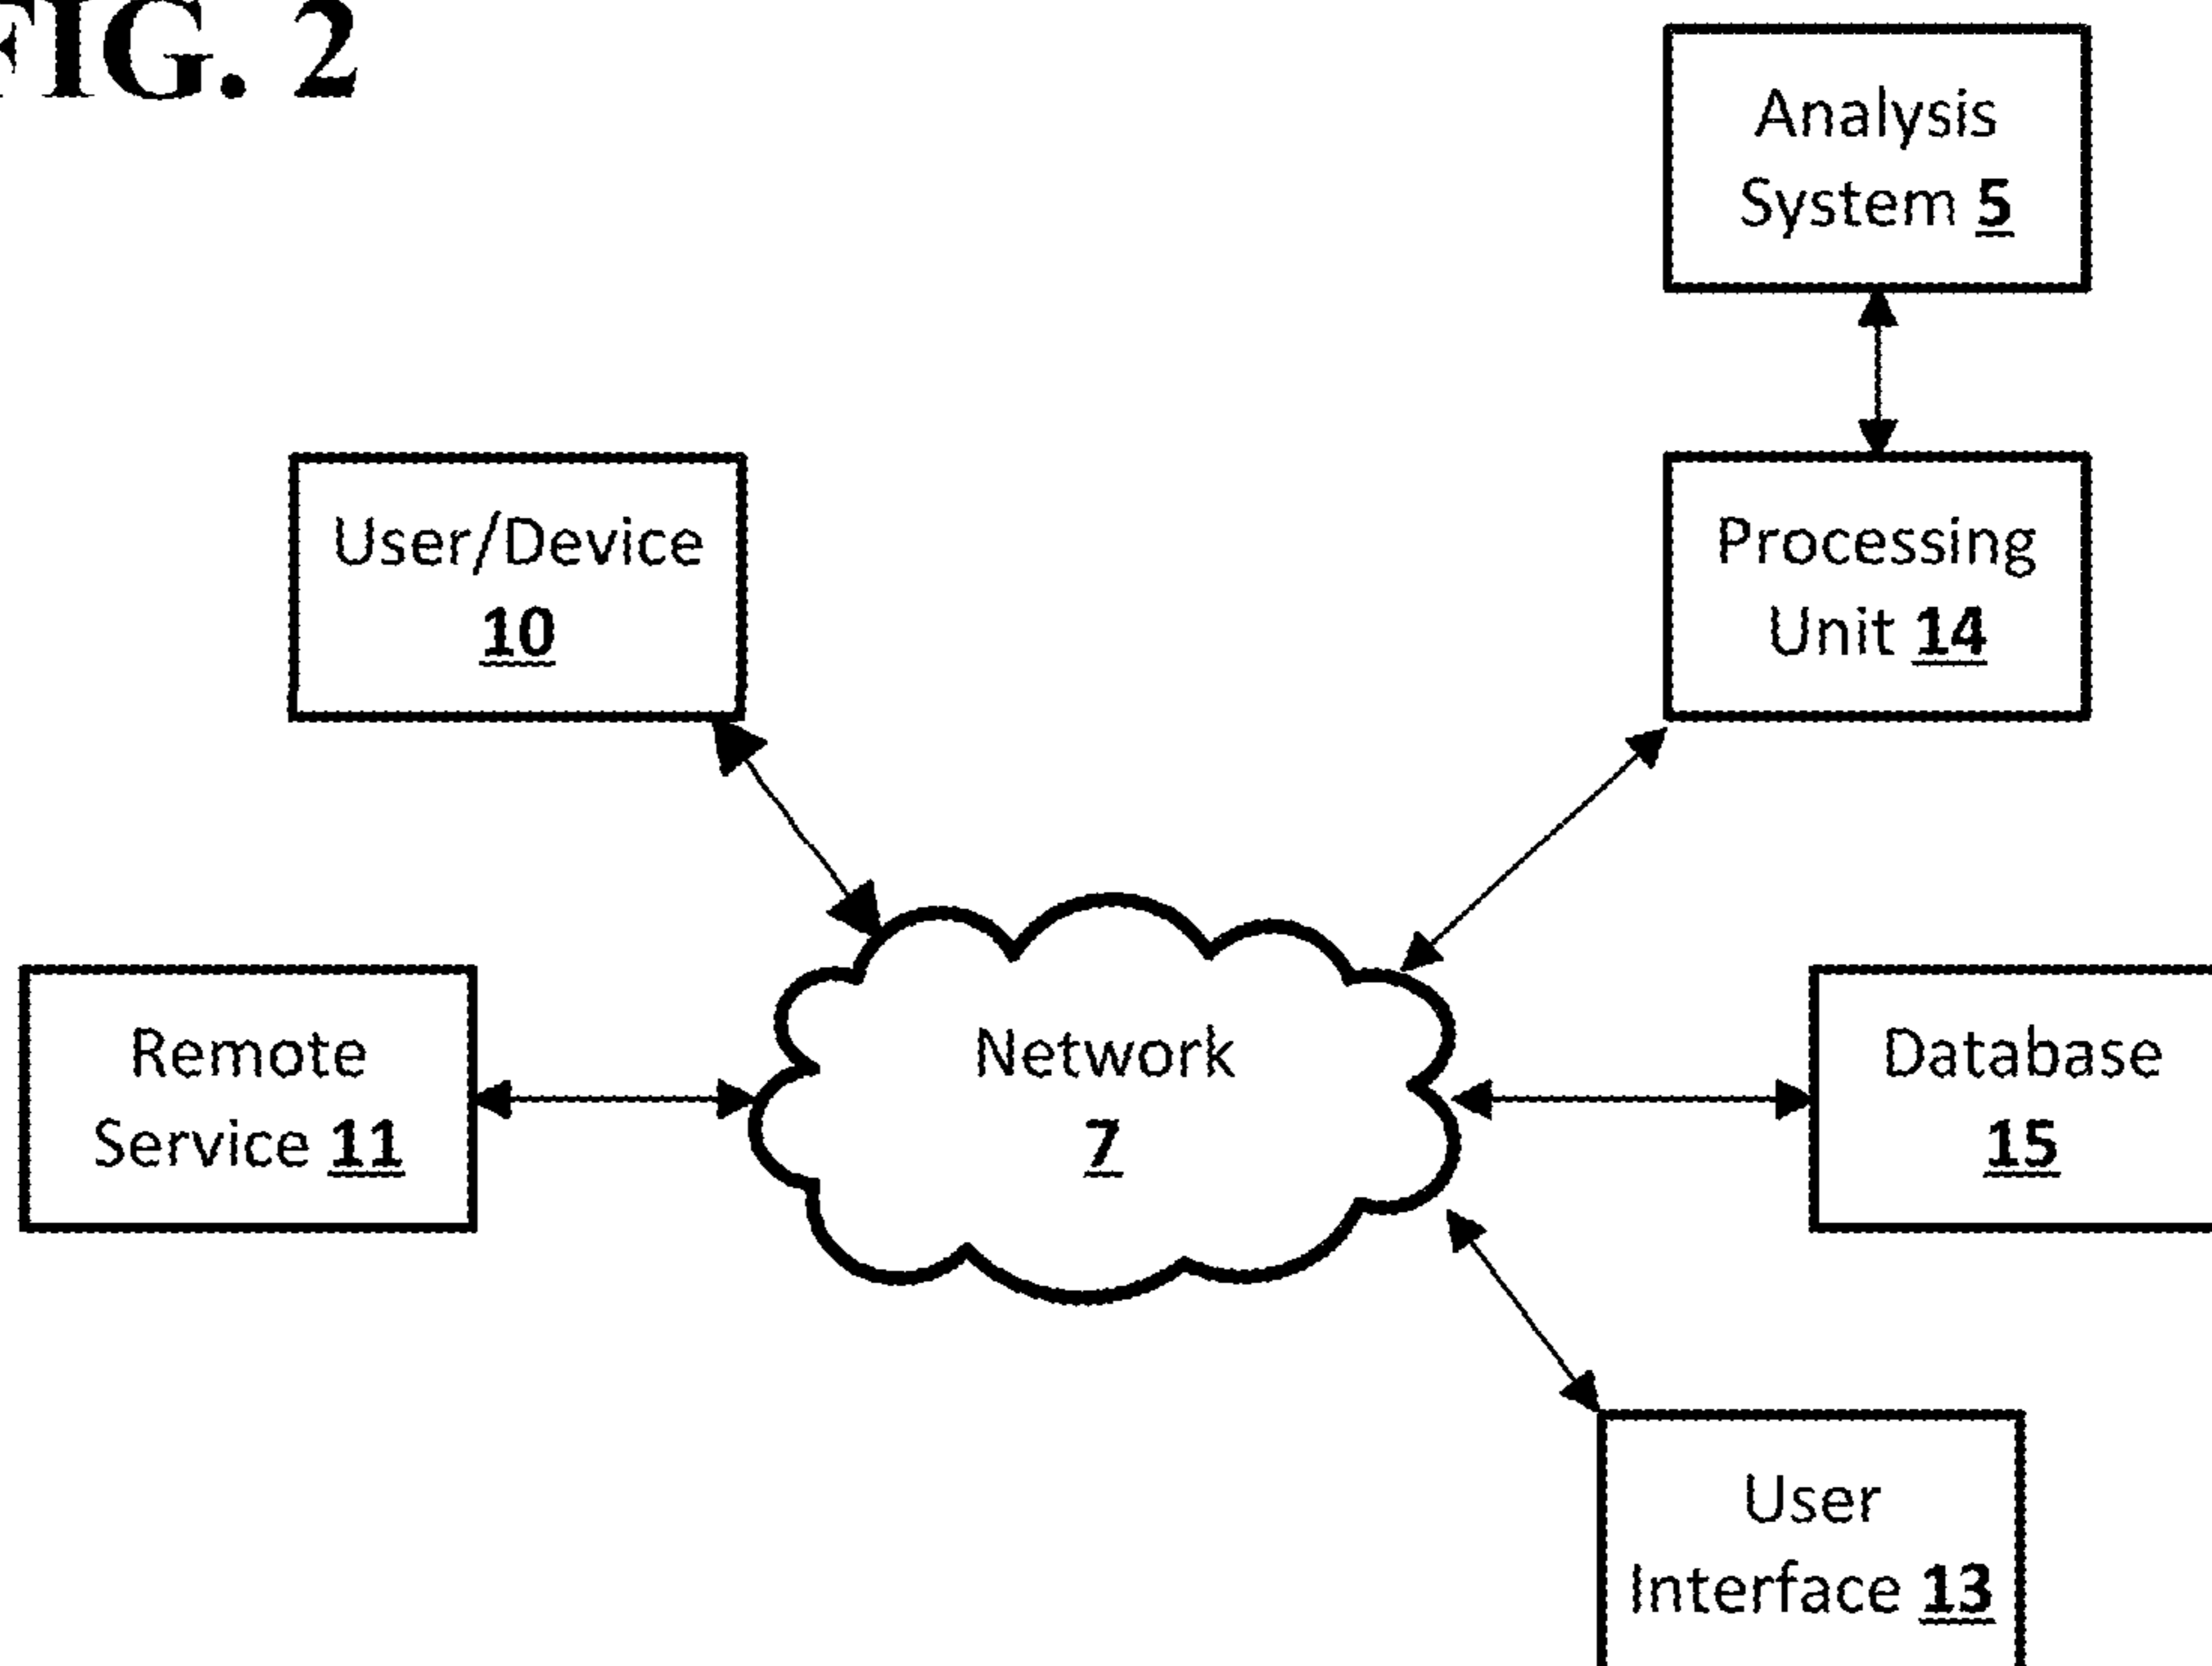 FIG. 2
Analysis
System 5
User/Device
10
Processing
Unit 14
Remote
Service 11
Network
7
Database
15
User
Interface 13